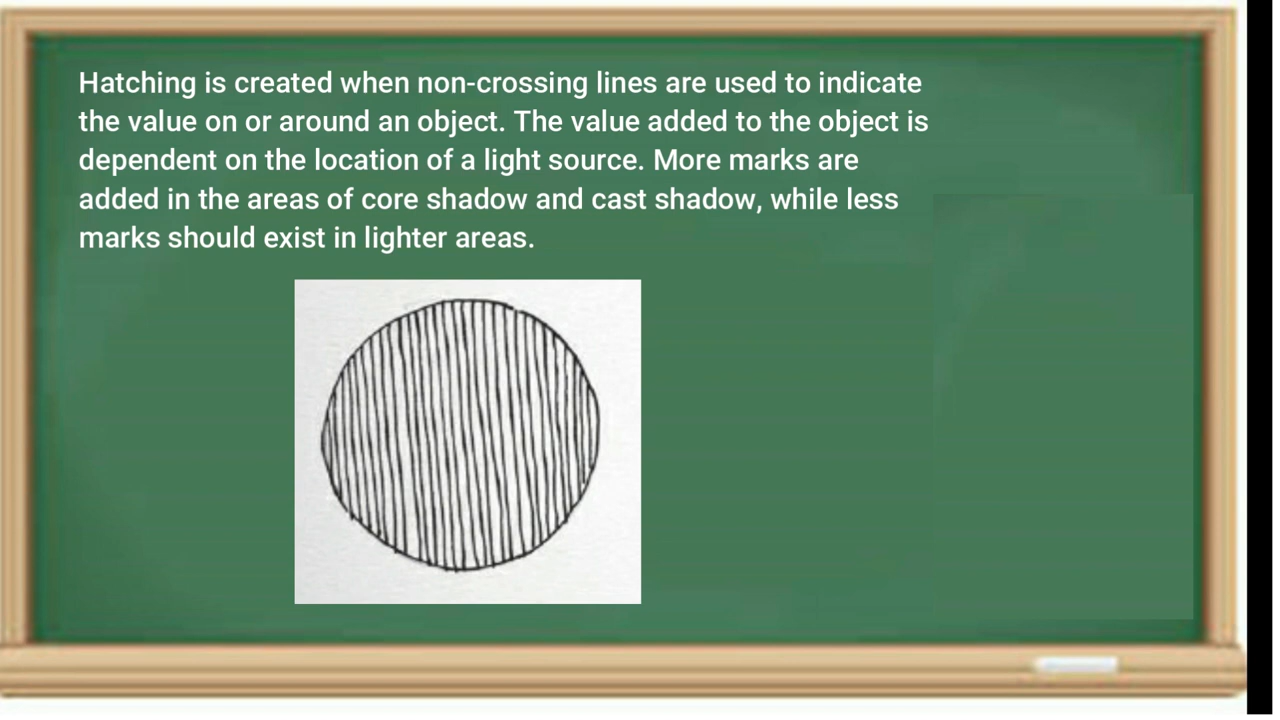 Hatching is created when non-crossing lines are used to indicate
the value on or around an object. The value added to the object is
dependent on the location of a light source. More marks are
added in the areas of core shadow and cast shadow, while less
marks should exist in lighter areas.